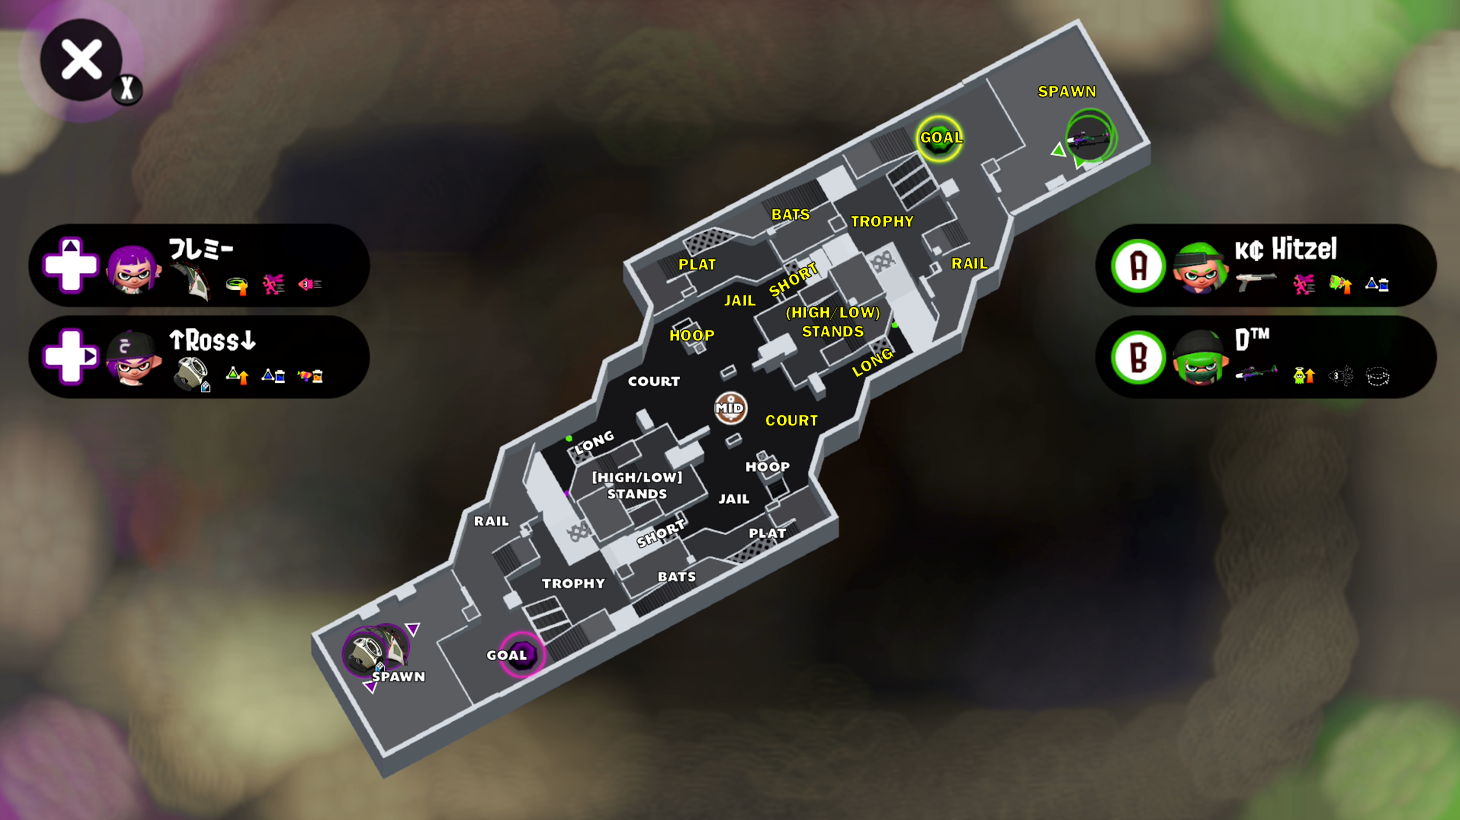 X
フレミー
↑Ross↓
A
K¢ Hitzel
B
D™
SPAWN
GOAL
BATS
TROPHY
PLAT
SHORT
RAIL
JAIL
(HIGH/LOW)
STANDS
HOOP
LONG
COURT
MID
COURT
LONG
HOOP
[HIGH/LOW]
STANDS
JAIL
RAIL
SHORT
PLAT
BATS
TROPHY
GOAL
SPAWN